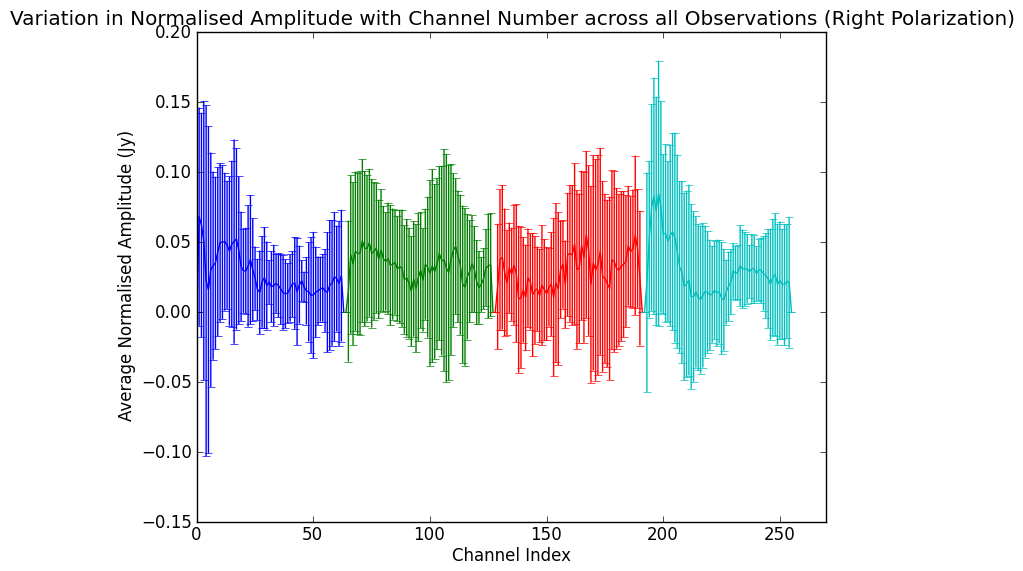 Variation in Normalised Amplitude with Channel Number across all Observations (Right Polarization)
0.20
0.15
0.10
0.05
0.00
−0.05
−0.10
−0.15
Average Normalised Amplitude (Jy)
0 50 100 150 200 250
Channel Index